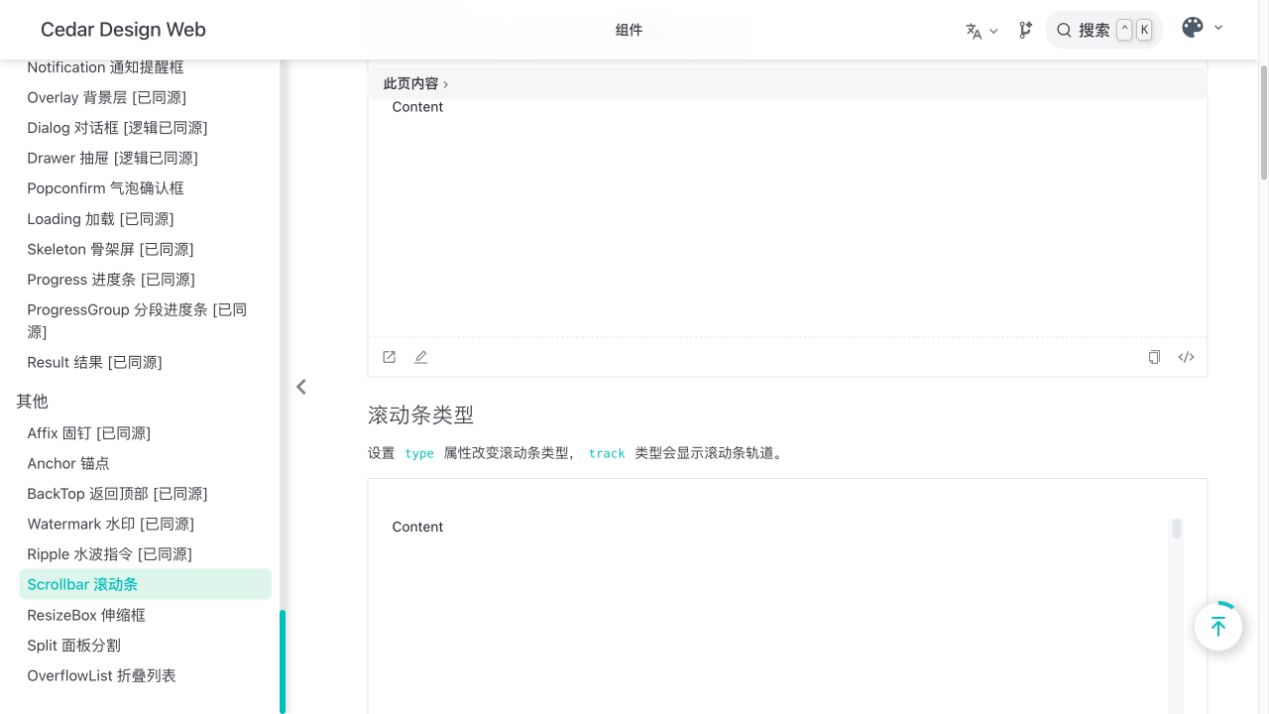 Cedar Design Web
组件
搜索 ^ K
Notification 通知提醒框
Overlay 背景层 [已同源]
Dialog 对话框 [逻辑已同源]
Drawer 抽屉 [逻辑已同源]
Popconfirm 气泡确认框
Loading 加载 [已同源]
Skeleton 骨架屏 [已同源]
Progress 进度条 [已同源]
ProgressGroup 分段进度条 [已同
源]
Result 结果 [已同源]
其他
Affix 固钉 [已同源]
Anchor 锚点
BackTop 返回顶部 [已同源]
Watermark 水印 [已同源]
Ripple 水波指令 [已同源]
Scrollbar 滚动条
ResizeBox 伸缩框
Split 面板分割
OverflowList 折叠列表
此页内容 ›
Content
滚动条类型
设置 type 属性改变滚动条类型， track 类型会显示滚动条轨道。
Content